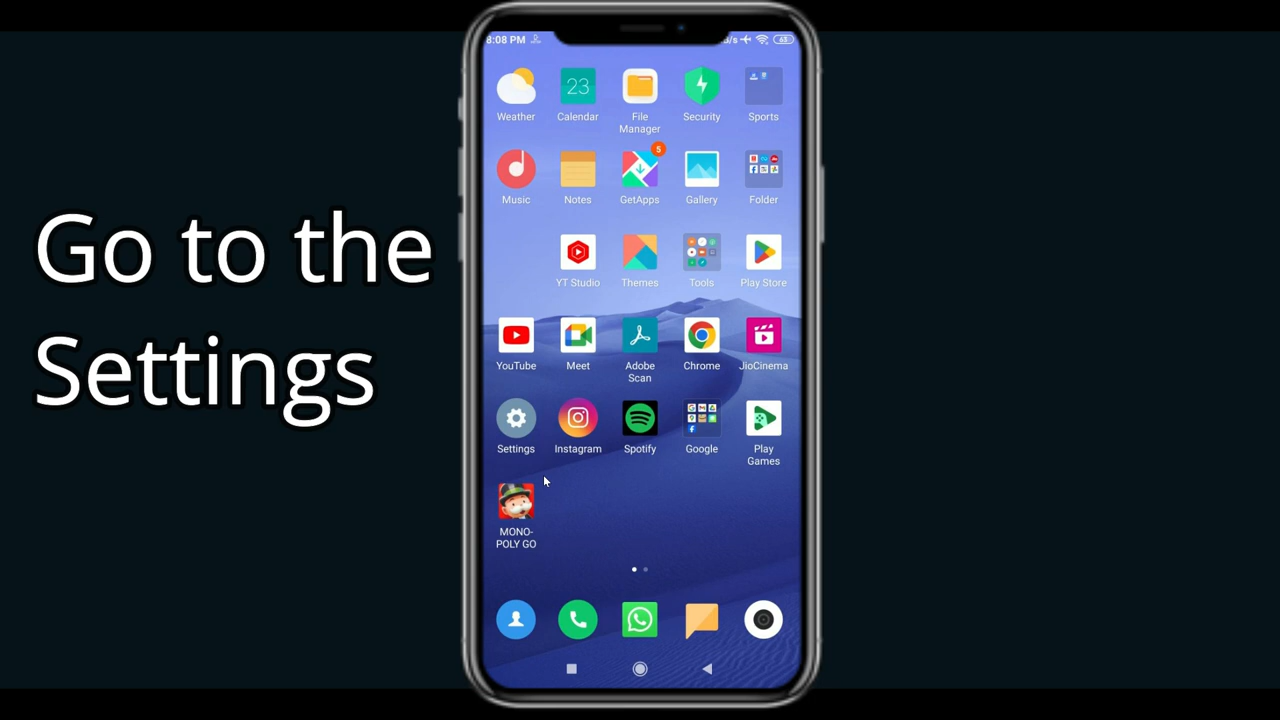 Go to the
Settings
8:08 PM
/s
63
23
Weather
Calendar
File
Manager
Security
Sports
5
Music
Notes
GetApps
Gallery
Folder
YT Studio
Themes
Tools
Play Store
YouTube
Meet
Adobe
Scan
Chrome
JioCinema
Settings
Instagram
Spotify
Google
Play
Games
MONO-
POLY GO